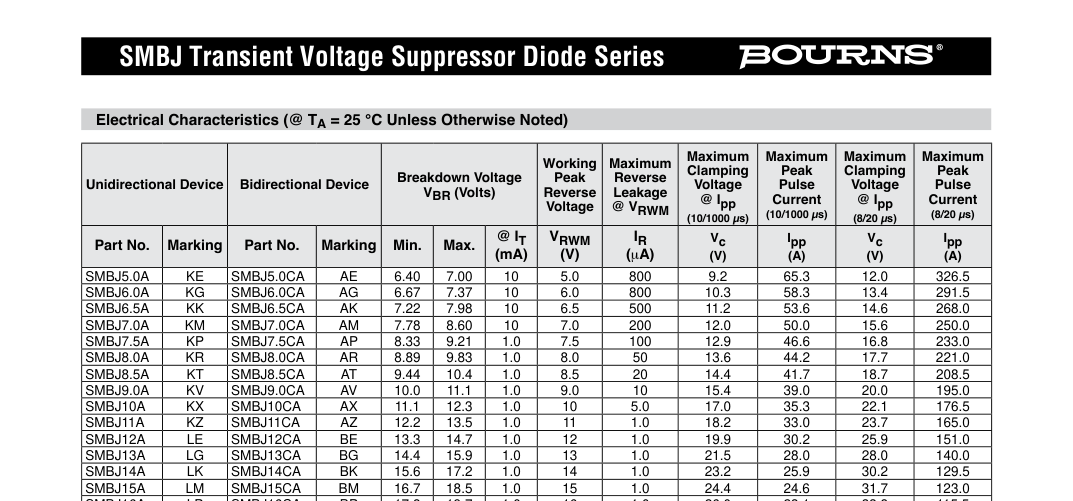 SMBJ Transient Voltage Suppressor Diode Series BOURNS®
Electrical Characteristics (@ TA = 25 °C Unless Otherwise Noted)
Unidirectional Device Bidirectional Device Breakdown Voltage VBR (Volts) Working Peak Reverse Voltage Maximum Reverse Leakage @ VRWM Maximum Clamping Voltage @ Ipp (10/1000 µs) Maximum Peak Pulse Current (10/1000 µs) Maximum Clamping Voltage @ Ipp (8/20 µs) Maximum Peak Pulse Current (8/20 µs)
Part No. Marking Part No. Marking Min. Max. @ IT (mA) VRWM (V) IR (µA) Vc (V) Ipp (A) Vc (V) Ipp (A)
SMBJ5.0A KE SMBJ5.0CA AE 6.40 7.00 10 5.0 800 9.2 65.3 12.0 326.5
SMBJ6.0A KG SMBJ6.0CA AG 6.67 7.37 10 6.0 800 10.3 58.3 13.4 291.5
SMBJ6.5A KK SMBJ6.5CA AK 7.22 7.98 10 6.5 500 11.2 53.6 14.6 268.0
SMBJ7.0A KM SMBJ7.0CA AM 7.78 8.60 10 7.0 200 12.0 50.0 15.6 250.0
SMBJ7.5A KP SMBJ7.5CA AP 8.33 9.21 1.0 7.5 100 12.9 46.6 16.8 233.0
SMBJ8.0A KR SMBJ8.0CA AR 8.89 9.83 1.0 8.0 50 13.6 44.2 17.7 221.0
SMBJ8.5A KT SMBJ8.5CA AT 9.44 10.4 1.0 8.5 20 14.4 41.7 18.7 208.5
SMBJ9.0A KV SMBJ9.0CA AV 10.0 11.1 1.0 9.0 10 15.4 39.0 20.0 195.0
SMBJ10A KX SMBJ10CA AX 11.1 12.3 1.0 10 5.0 17.0 35.3 22.1 176.5
SMBJ11A KZ SMBJ11CA AZ 12.2 13.5 1.0 11 1.0 18.2 33.0 23.7 165.0
SMBJ12A LE SMBJ12CA BE 13.3 14.7 1.0 12 1.0 19.9 30.2 25.9 151.0
SMBJ13A LG SMBJ13CA BG 14.4 15.9 1.0 13 1.0 21.5 28.0 28.0 140.0
SMBJ14A LK SMBJ14CA BK 15.6 17.2 1.0 14 1.0 23.2 25.9 30.2 129.5
SMBJ15A LM SMBJ15CA BM 16.7 18.5 1.0 15 1.0 24.4 24.6 31.7 123.0